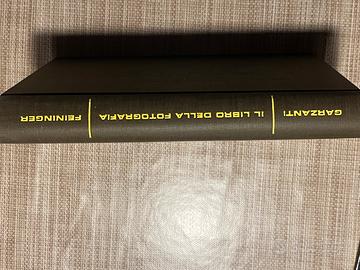 FEININGER
IL LIBRO DELLA FOTOGRAFIA
GARZANTI